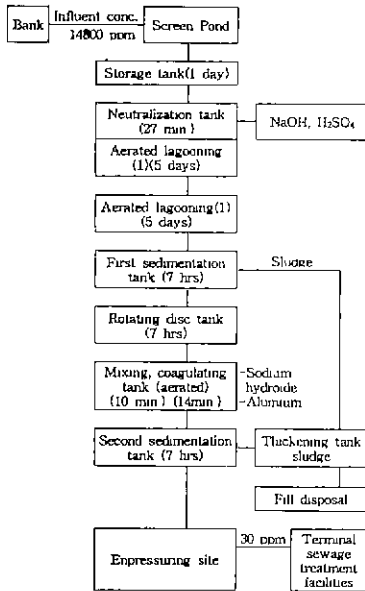 Bank
Influent conc.
14800 ppm
Screen Pond
Storage tank(1 day)
Neutralization tank
(27 min)
NaOH, H₂SO₄
Aerated lagooning
(1)(5 days)
Aerated lagooning(1)
(5 days)
First sedimentation
tank (7 hrs)
Sludge
Rotating disc tank
(7 hrs)
Mixing, coagulating
tank (aerated)
(10 min) (14min)
-Sodium
hydroxide
-Alumium
Second sedimentation
tank (7 hrs)
Thickening tank
sludge
Fill disposal
Enpressuring site
30 ppm
Terminal
sewage
treatment
facilities